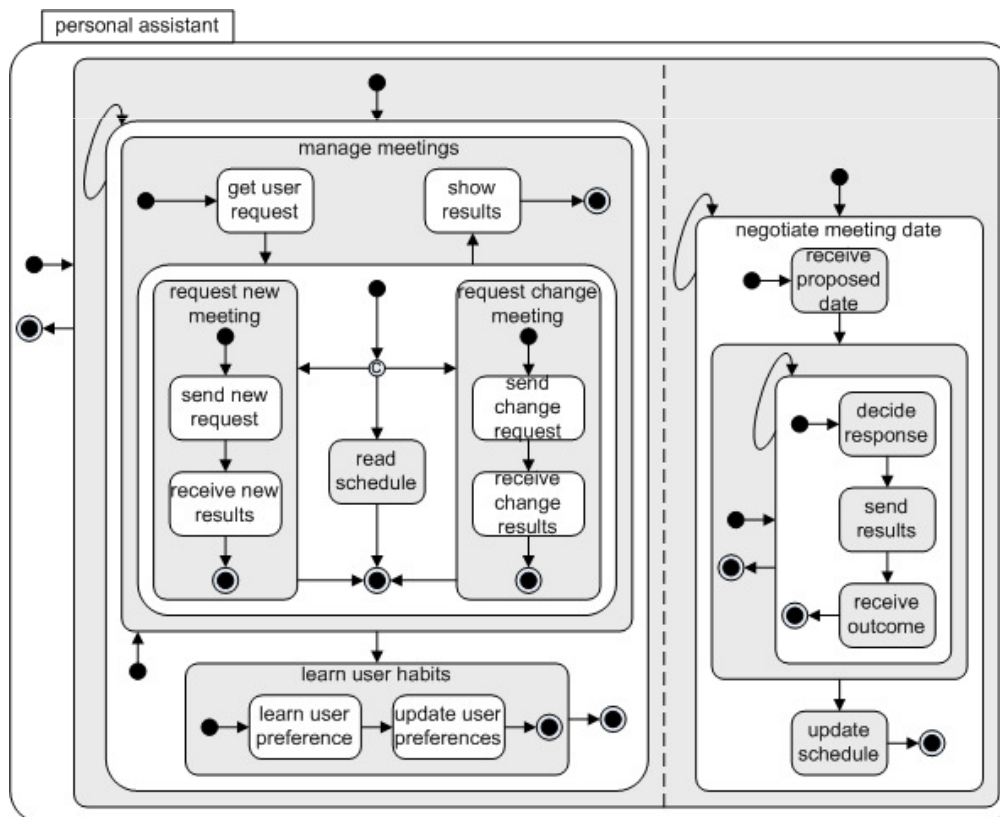 personal assistant
manage meetings
get user
request
show
results
request new
meeting
request change
meeting
C
send new
request
send
change
request
read
schedule
receive new
results
receive
change
results
learn user habits
learn user
preference
update user
preferences
negotiate meeting date
receive
proposed
date
decide
response
send
results
receive
outcome
update
schedule